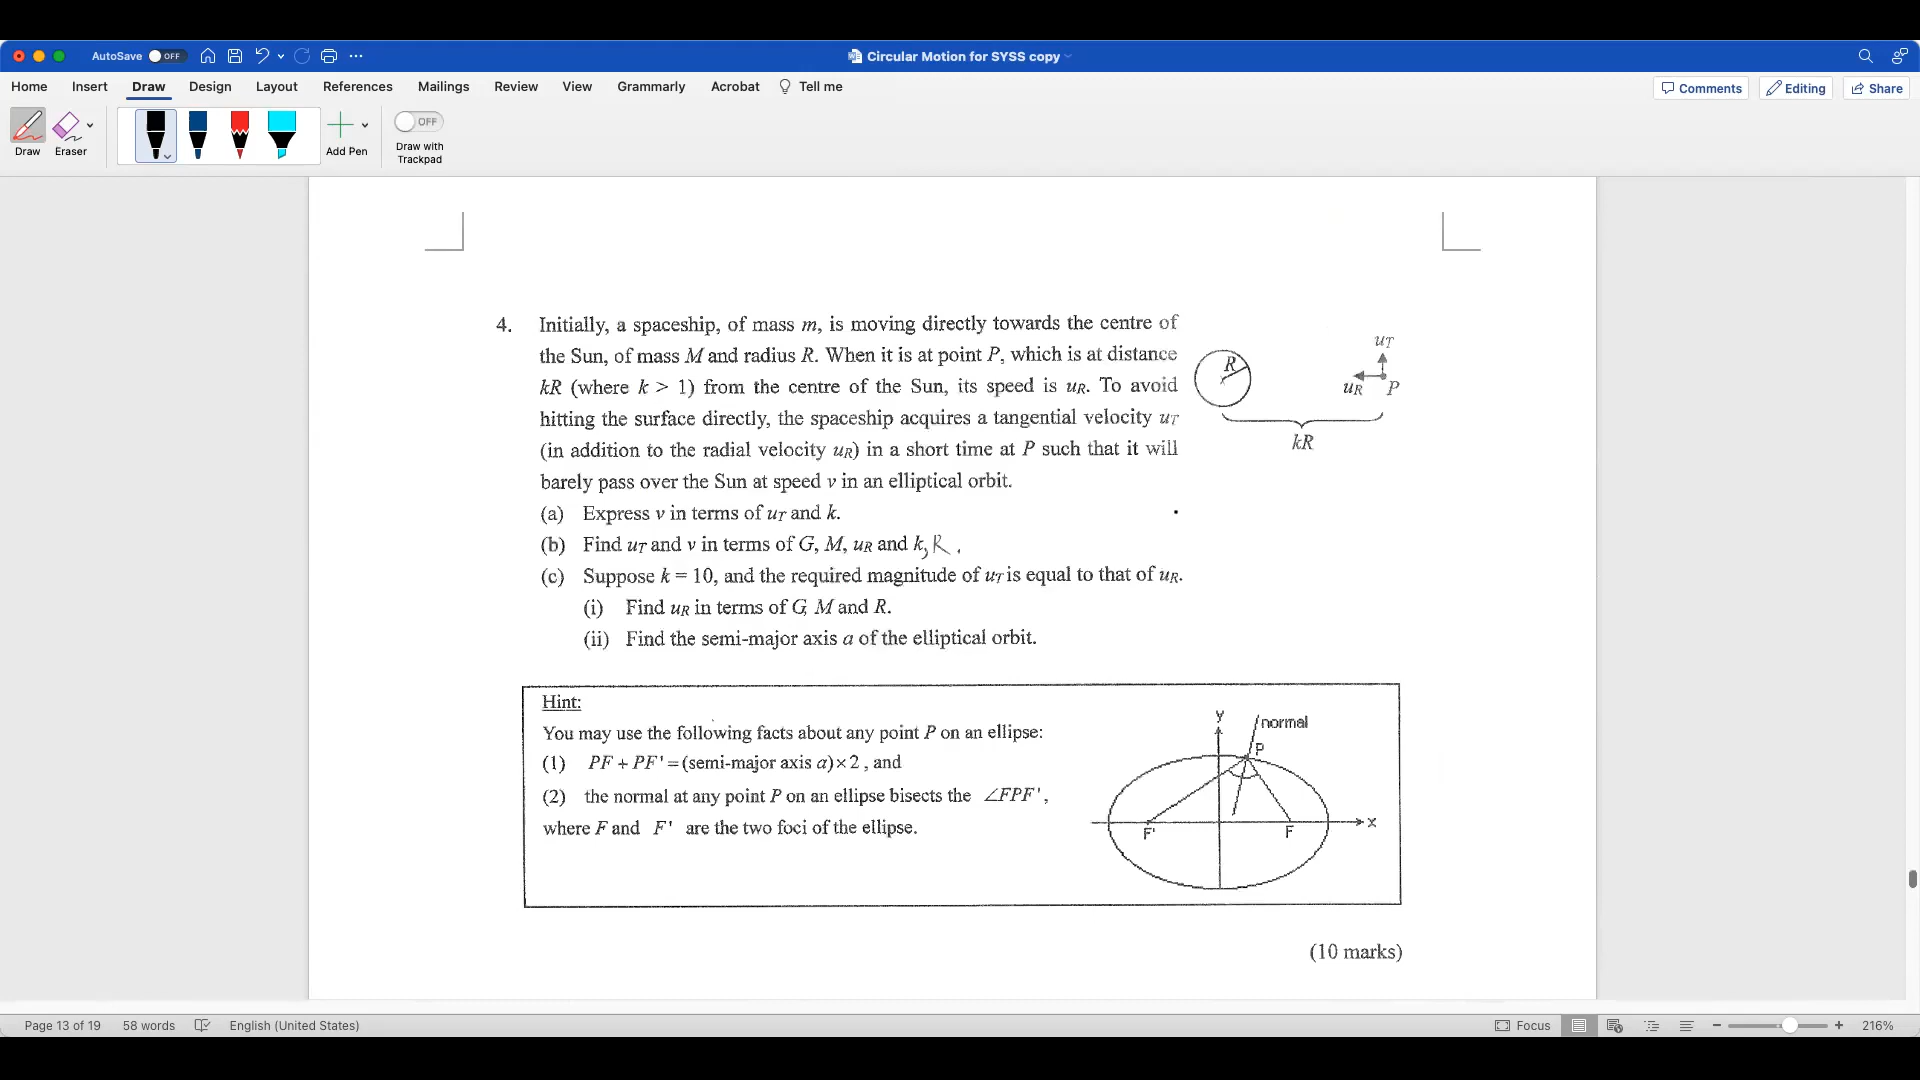 AutoSave OFF
Circular Motion for SYSS copy
Home Insert Draw Design Layout References Mailings Review View Grammarly Acrobat Tell me
Comments Editing Share
OFF
Draw Eraser Add Pen Draw with
Trackpad
4. Initially, a spaceship, of mass m, is moving directly towards the centre of
the Sun, of mass M and radius R. When it is at point P, which is at distance
kR (where k > 1) from the centre of the Sun, its speed is uR. To avoid
hitting the surface directly, the spaceship acquires a tangential velocity uT
(in addition to the radial velocity uR) in a short time at P such that it will
barely pass over the Sun at speed v in an elliptical orbit.
R
uT
uR P
kR
(a) Express v in terms of uT and k.
(b) Find uT and v in terms of G, M, uR and k, R.
(c) Suppose k = 10, and the required magnitude of uT is equal to that of uR.
(i) Find uR in terms of G, M and R.
(ii) Find the semi-major axis a of the elliptical orbit.
Hint:
You may use the following facts about any point P on an ellipse:
(1) PF + PF' = (semi-major axis a) × 2 , and
(2) the normal at any point P on an ellipse bisects the ∠FPF' ,
where F and F' are the two foci of the ellipse.
y
normal
P
x
F' F
(10 marks)
Page 13 of 19 58 words English (United States)
Focus 216%